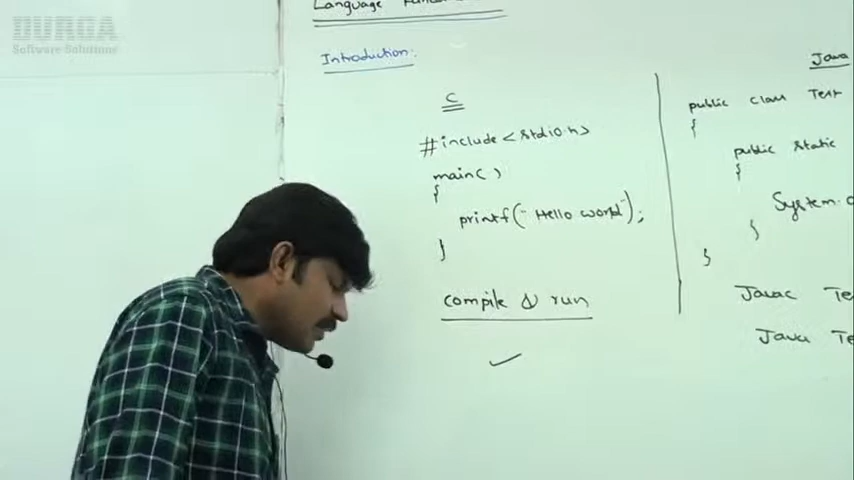 DURGA
Software Solutions
Language
Introduction:
C
#include<stdio.h>
main( )
{
printf("Hello world");
}
compile & run
Java
public class Test
{
public static
{
System.o
}
}
Javac Te
Java Te